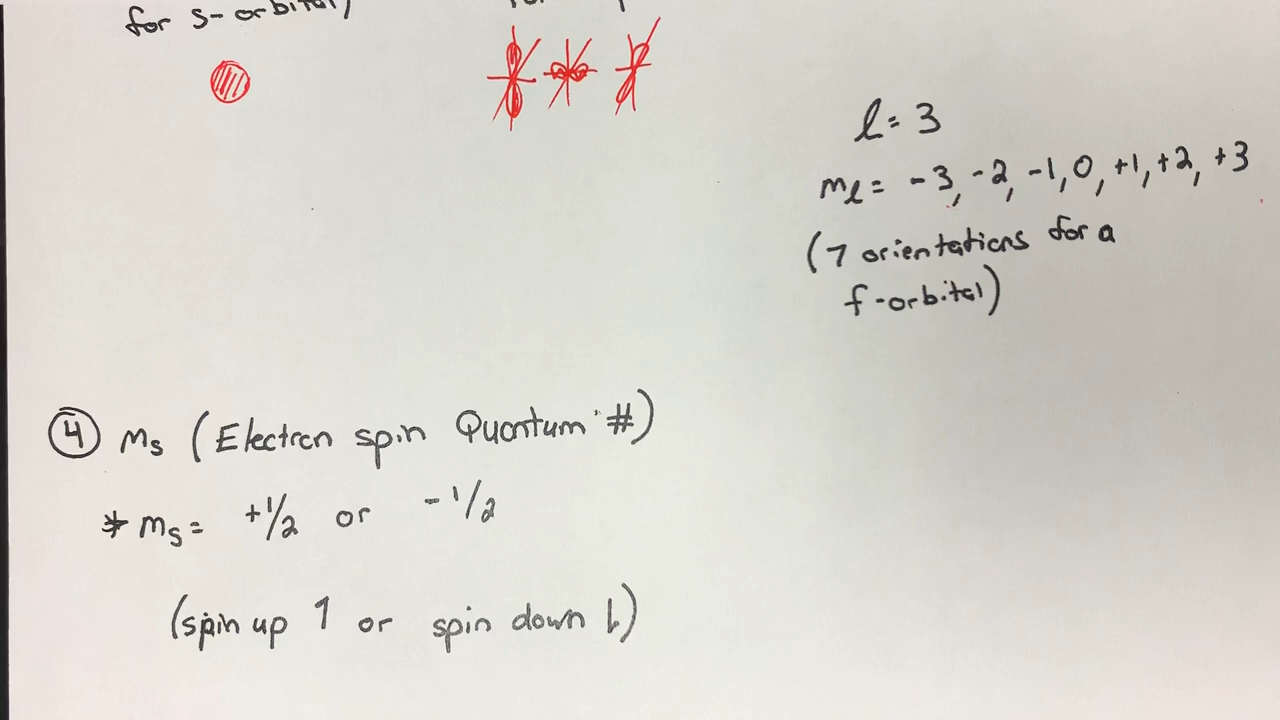 for s-orbital)
l = 3
ml = -3, -2, -1, 0, +1, +2, +3
(7 orientations for a
f-orbital)
④ ms (Electron spin Quantum #)
* ms = +1/2 or -1/2
(spin up ↿ or spin down ⇂)